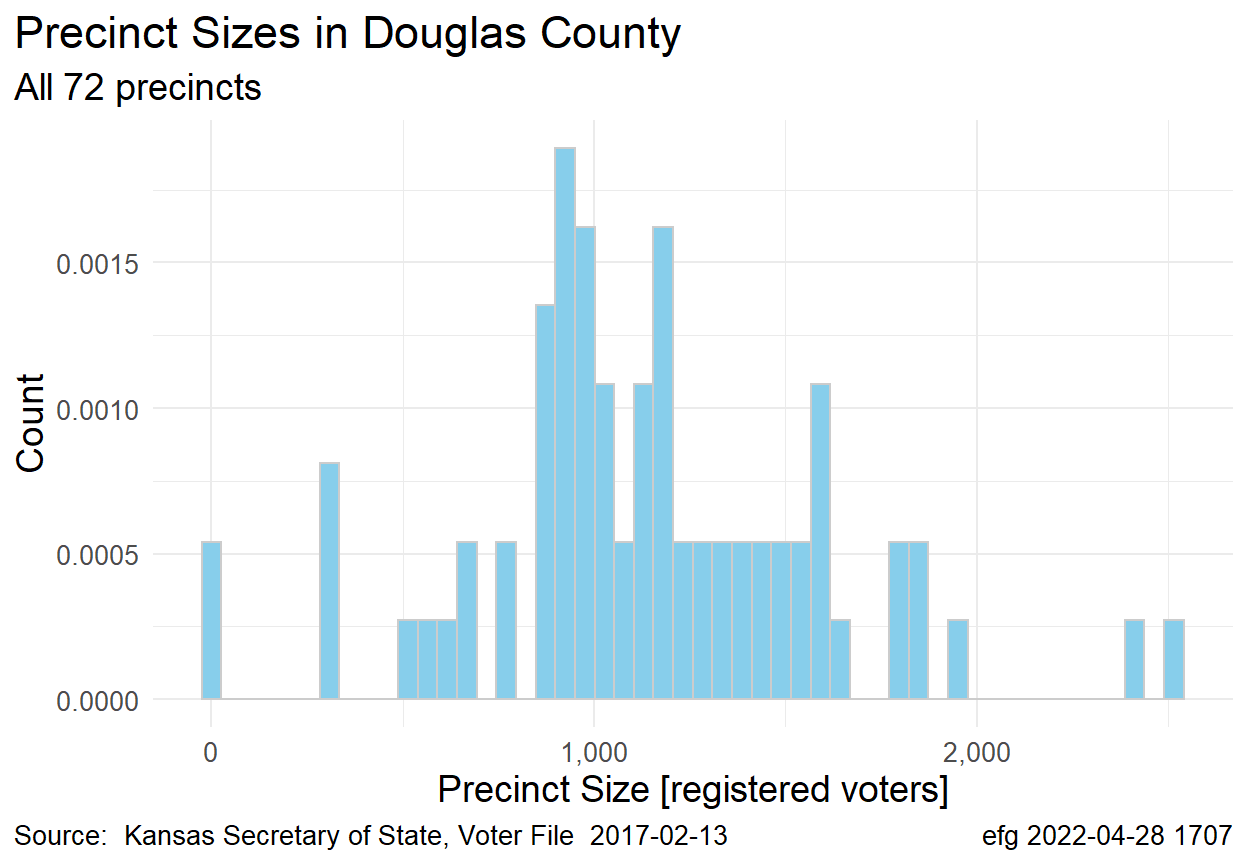 Precinct Sizes in Douglas County
All 72 precincts
0.0015
0.0010
0.0005
0.0000
Count
0 1,000 2,000
Precinct Size [registered voters]
Source:  Kansas Secretary of State, Voter File  2017-02-13
efg 2022-04-28 1707